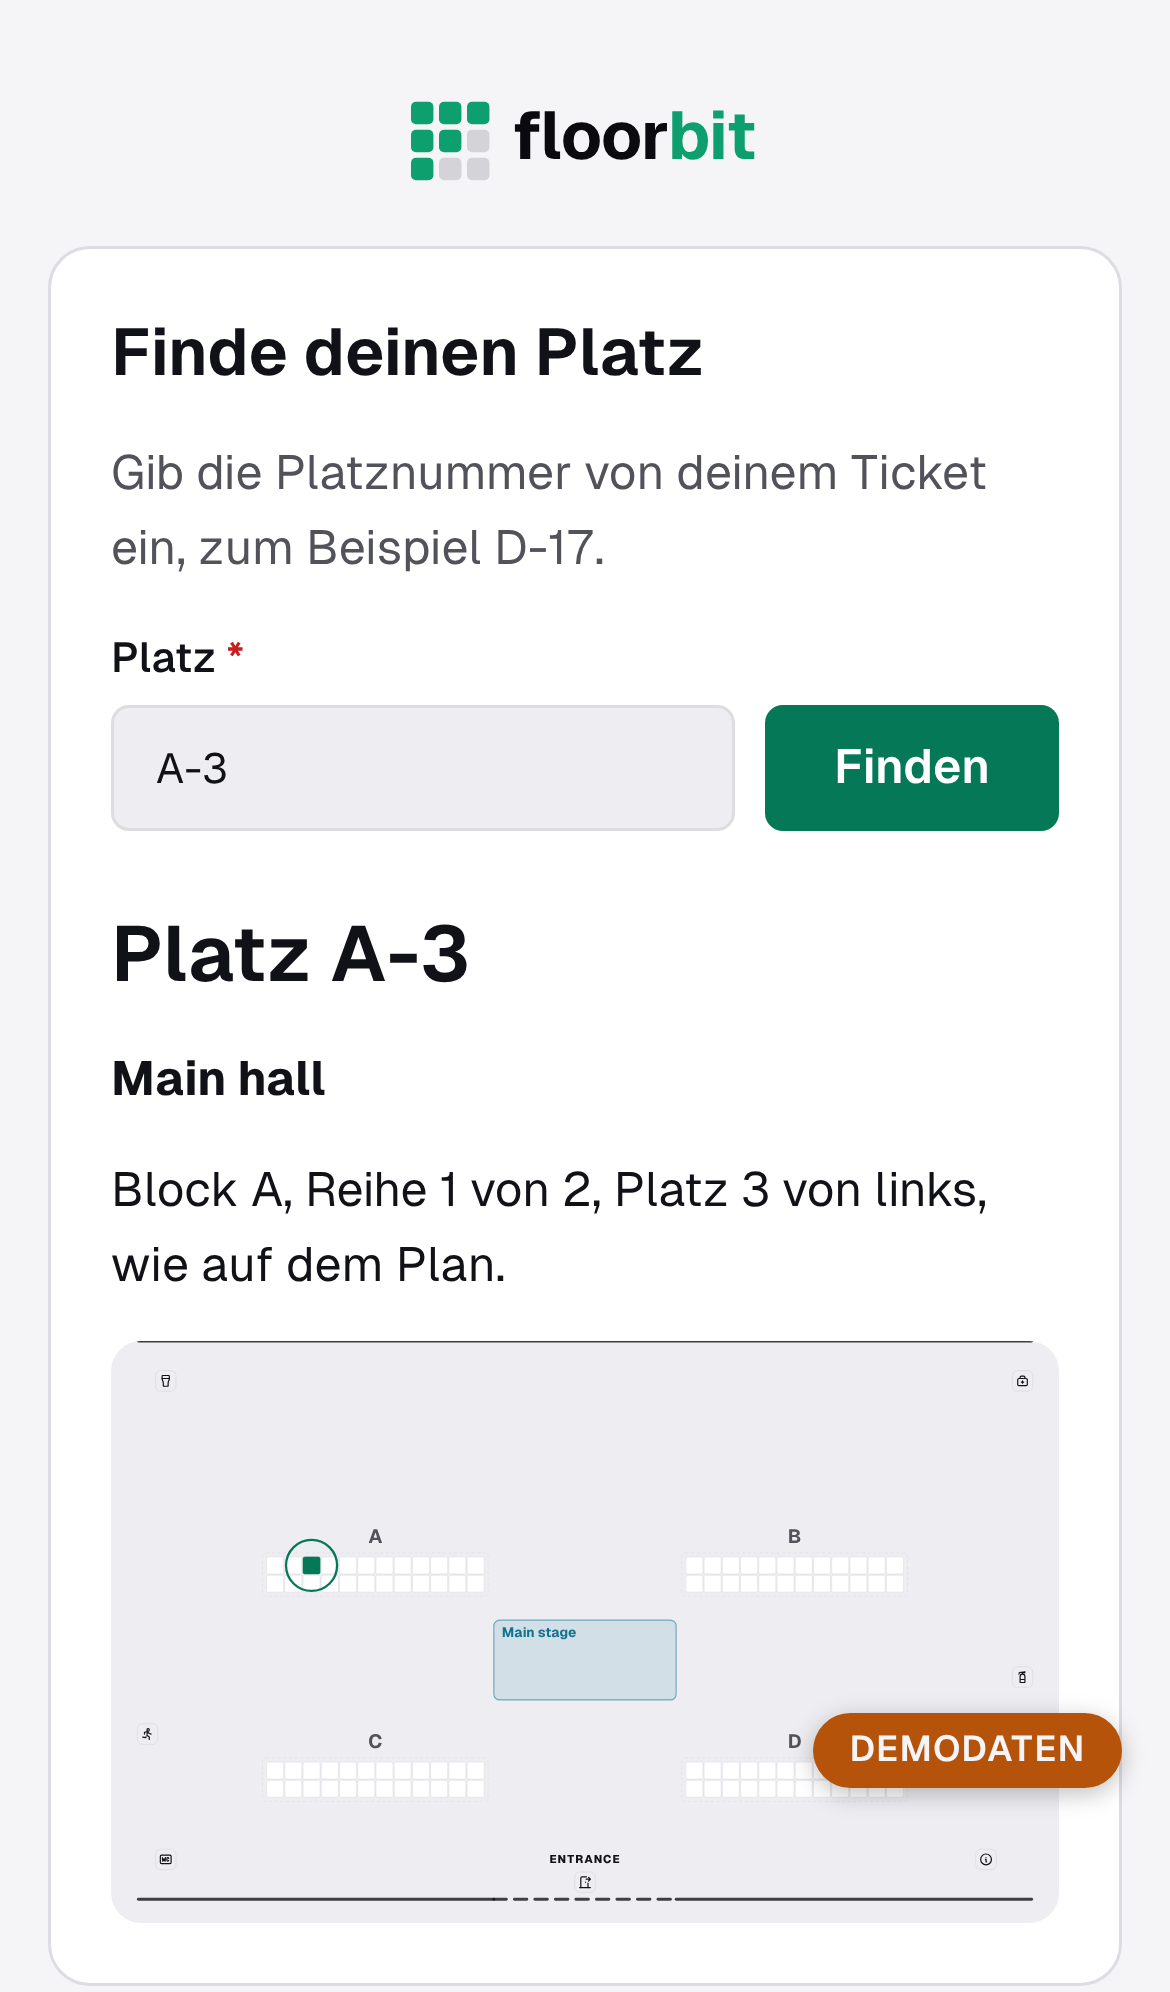 floorbit
Finde deinen Platz
Gib die Platznummer von deinem Ticket
ein, zum Beispiel D-17.
Platz *
A-3
Finden
Platz A-3
Main hall
Block A, Reihe 1 von 2, Platz 3 von links,
wie auf dem Plan.
A
B
Main stage
C
D
DEMODATEN
WC
ENTRANCE